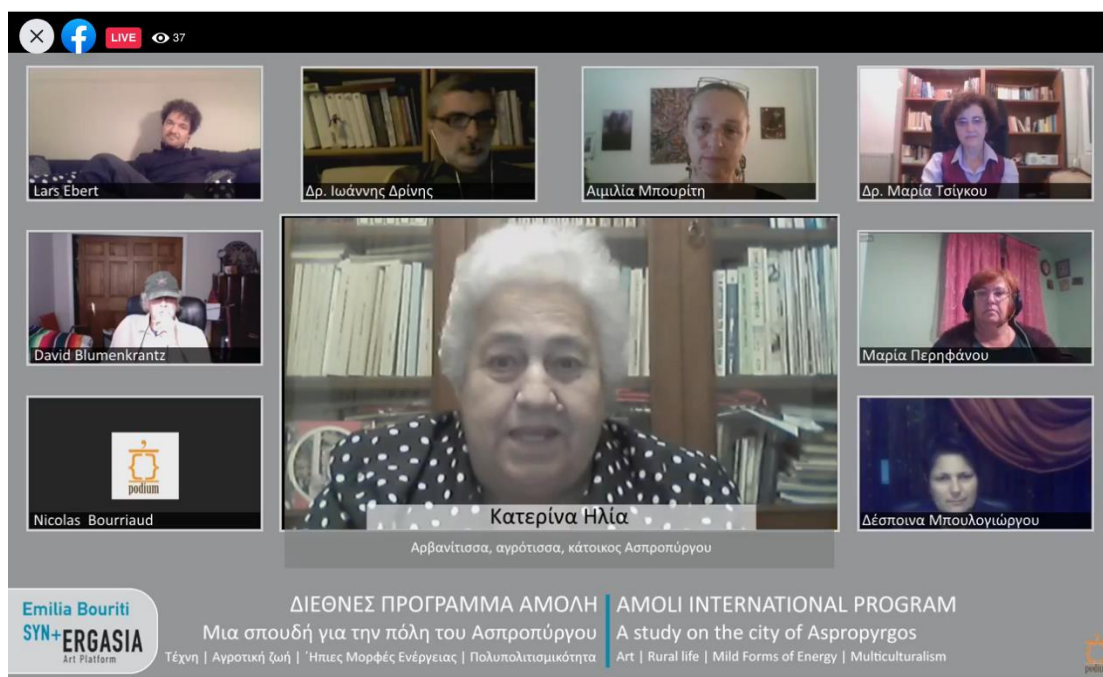 LIVE 37
Lars Ebert
Δρ. Ιωάννης Δρίνης
Αιμιλία Μπουρίτη
Δρ. Μαρία Τσίγκου
David Blumenkrantz
Μαρία Περηφάνου
podium
Nicolas Bourriaud
Κατερίνα Ηλία
Αρβανίτισσα, αγρότισσα, κάτοικος Ασπροπύργου
Δέσποινα Μπουλογιώργου
Emilia Bouriti
SYN+ERGASIA
Art Platform
ΔΙΕΘΝΕΣ ΠΡΟΓΡΑΜΜΑ ΑΜΟΛΗ
Μια σπουδή για την πόλη του Ασπροπύργου
Τέχνη | Αγροτική ζωή | Ήπιες Μορφές Ενέργειας | Πολυπολιτισμικότητα
AMOLI INTERNATIONAL PROGRAM
A study on the city of Aspropyrgos
Art | Rural life | Mild Forms of Energy | Multiculturalism